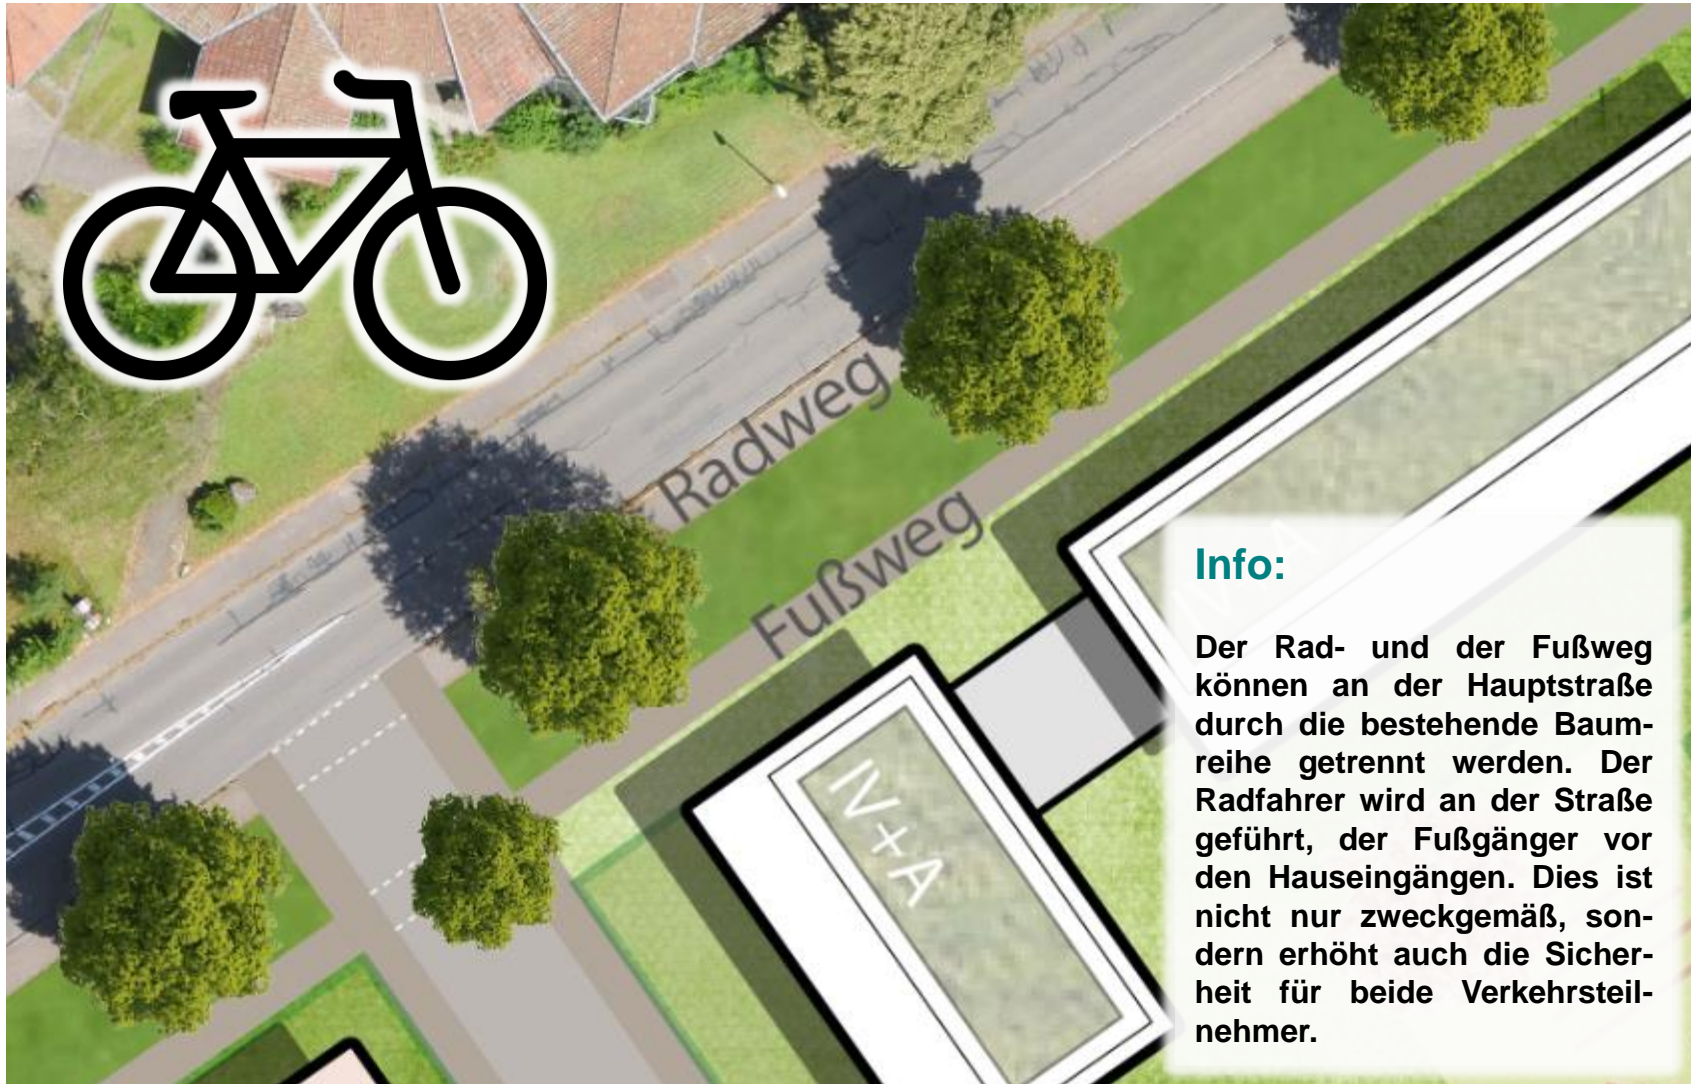 Radweg
Fußweg
IV+A
Info:
Der Rad- und der Fußweg
können an der Hauptstraße
durch die bestehende Baum-
reihe getrennt werden. Der
Radfahrer wird an der Straße
geführt, der Fußgänger vor
den Hauseingängen. Dies ist
nicht nur zweckgemäß, son-
dern erhöht auch die Sicher-
heit für beide Verkehrsteil-
nehmer.